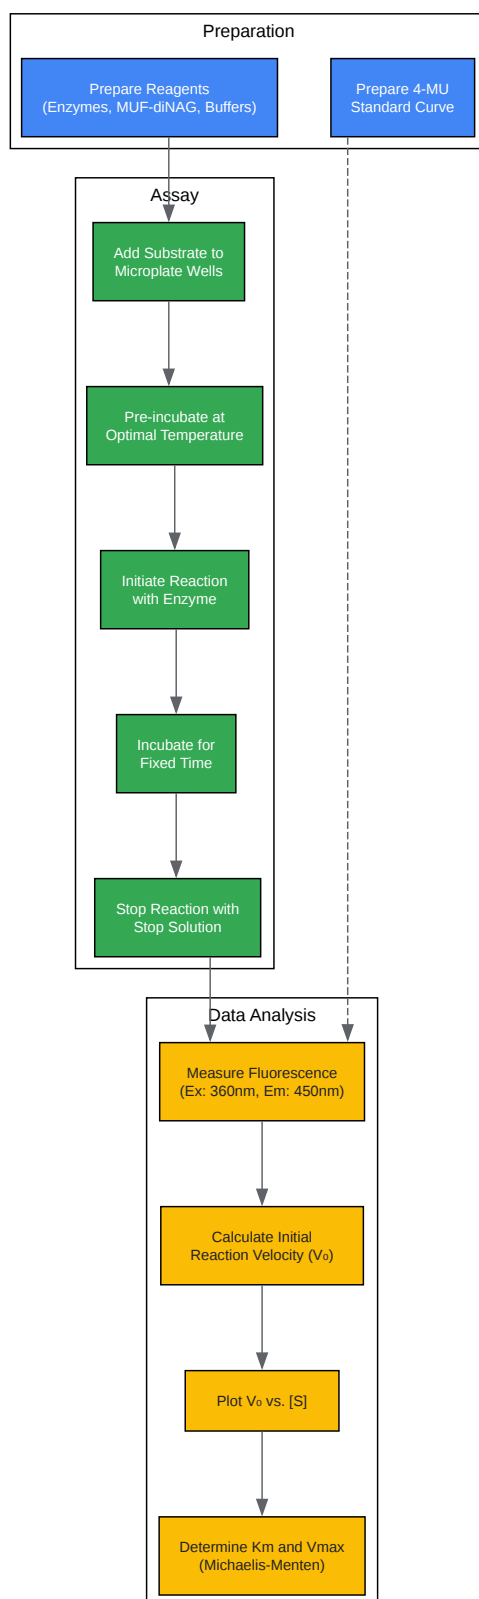 Preparation
Prepare Reagents
(Enzymes, MUF-diNAG, Buffers)
Prepare 4-MU
Standard Curve
Assay
Add Substrate to
Microplate Wells
Pre-incubate at
Optimal Temperature
Initiate Reaction
with Enzyme
Incubate for
Fixed Time
Stop Reaction with
Stop Solution
Data Analysis
Measure Fluorescence
(Ex: 360nm, Em: 450nm)
Calculate Initial
Reaction Velocity (V₀)
Plot V₀ vs. [S]
Determine Km and Vmax
(Michaelis-Menten)